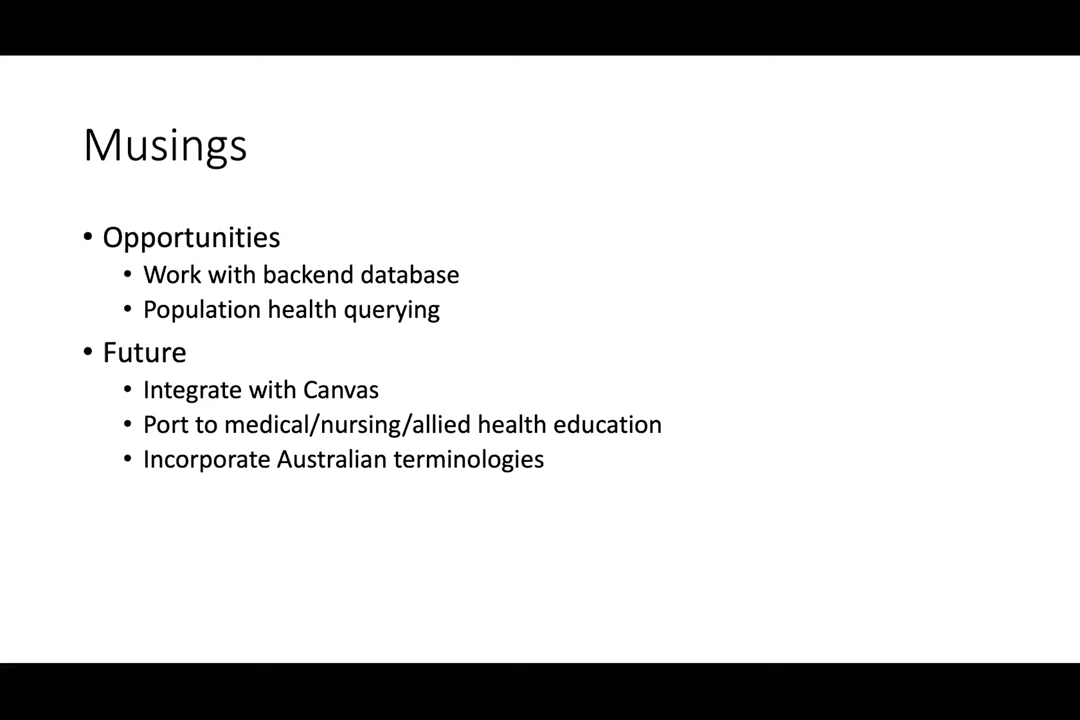 Musings
• Opportunities
• Work with backend database
• Population health querying
• Future
• Integrate with Canvas
• Port to medical/nursing/allied health education
• Incorporate Australian terminologies